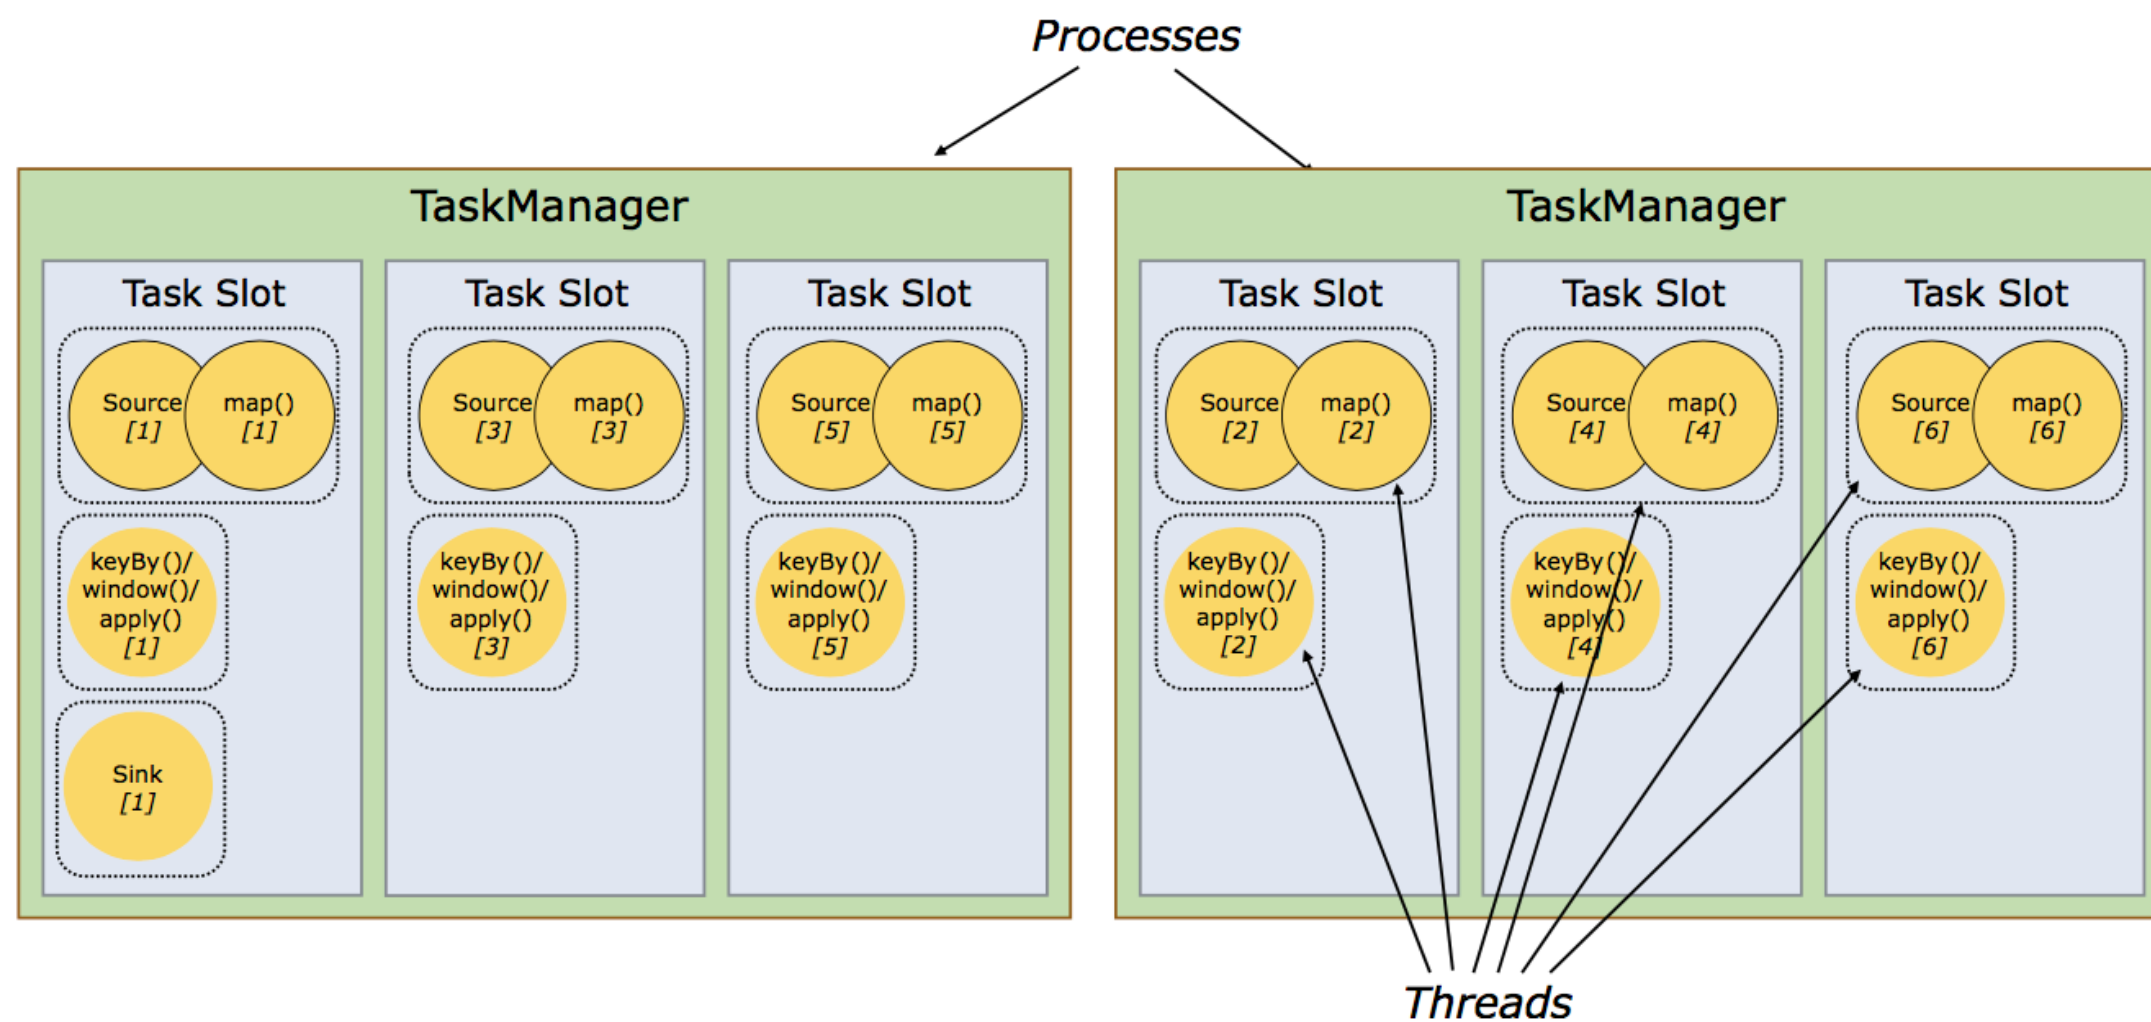 Processes
TaskManager
Task Slot
Source
[1]
map()
[1]
keyBy()/
window()/
apply()
[1]
Sink
[1]
Task Slot
Source
[3]
map()
[3]
keyBy()/
window()/
apply()
[3]
Task Slot
Source
[5]
map()
[5]
keyBy()/
window()/
apply()
[5]
TaskManager
Task Slot
Source
[2]
map()
[2]
keyBy()/
window()/
apply()
[2]
Task Slot
Source
[4]
map()
[4]
keyBy()/
window()/
apply()
[4]
Task Slot
Source
[6]
map()
[6]
keyBy()/
window()/
apply()
[6]
Threads